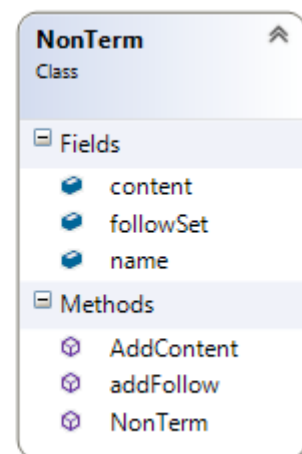 NonTerm
Class
Fields
content
followSet
name
Methods
AddContent
addFollow
NonTerm